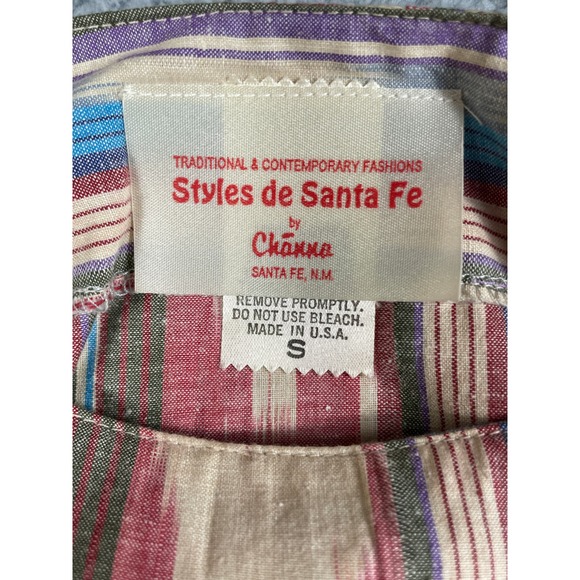 TRADITIONAL & CONTEMPORARY FASHIONS
Styles de Santa Fe
by
Chānna
SANTA FE, N.M.
REMOVE PROMPTLY.
DO NOT USE BLEACH.
MADE IN U.S.A.
S